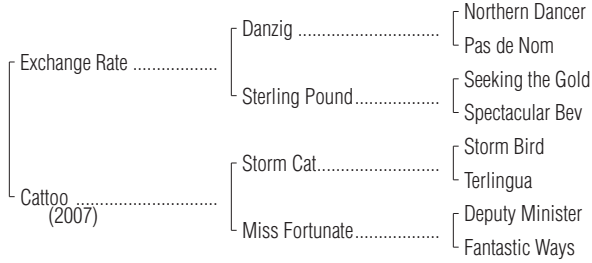 Northern Dancer
Danzig ..............................
Pas de Nom
Exchange Rate ..................
Seeking the Gold
Sterling Pound..................
Spectacular Bev
Storm Bird
Storm Cat..........................
Terlingua
Cattoo ..............................
(2007)
Deputy Minister
Miss Fortunate..................
Fantastic Ways